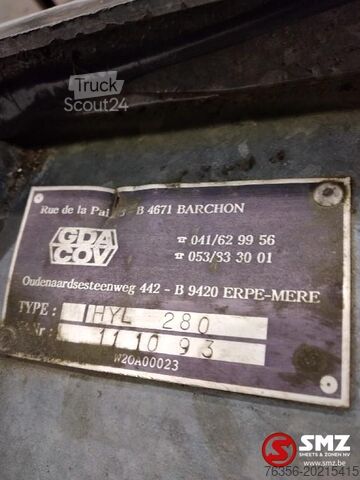 Truck
Scout24
Rue de la Pai - B 4671 BARCHON
GDA
COV
☎ 041/62 99 56
☎ 053/83 30 01
Oudenaardsesteenweg 442 - B 9420 ERPE-MERE
TYPE : HYL 280
Nr : 11 10 93
W20A00023
SMZ
SHEETS & ZONEN NV
www.smz.be
76356-20215415